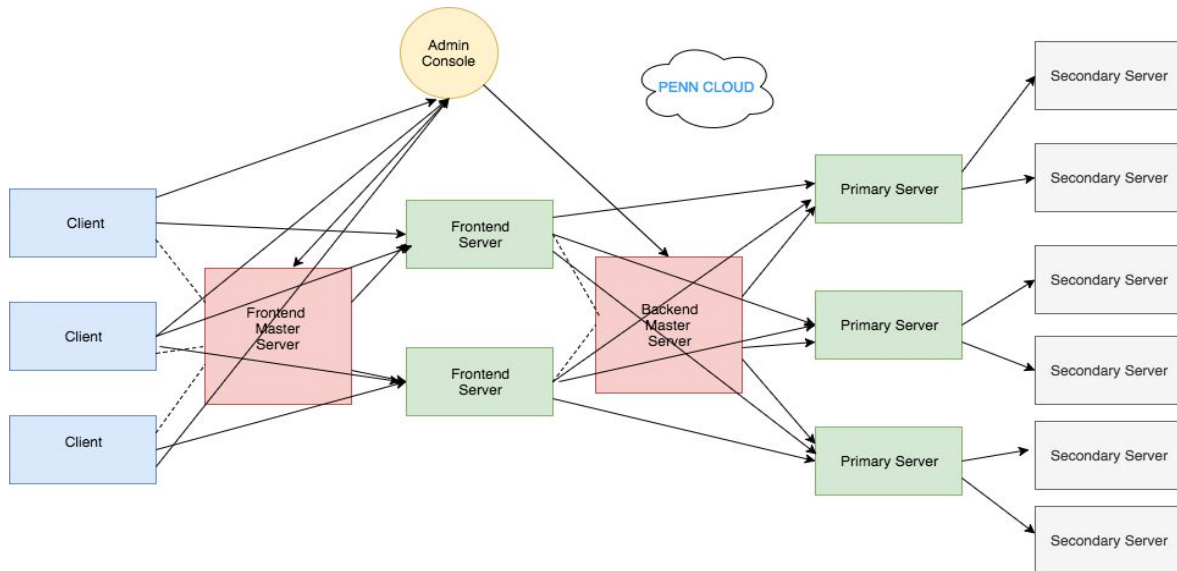 Admin
Console
PENN CLOUD
Client
Client
Client
Frontend
Master
Server
Frontend
Server
Frontend
Server
Backend
Master
Server
Primary Server
Primary Server
Primary Server
Secondary Server
Secondary Server
Secondary Server
Secondary Server
Secondary Server
Secondary Server